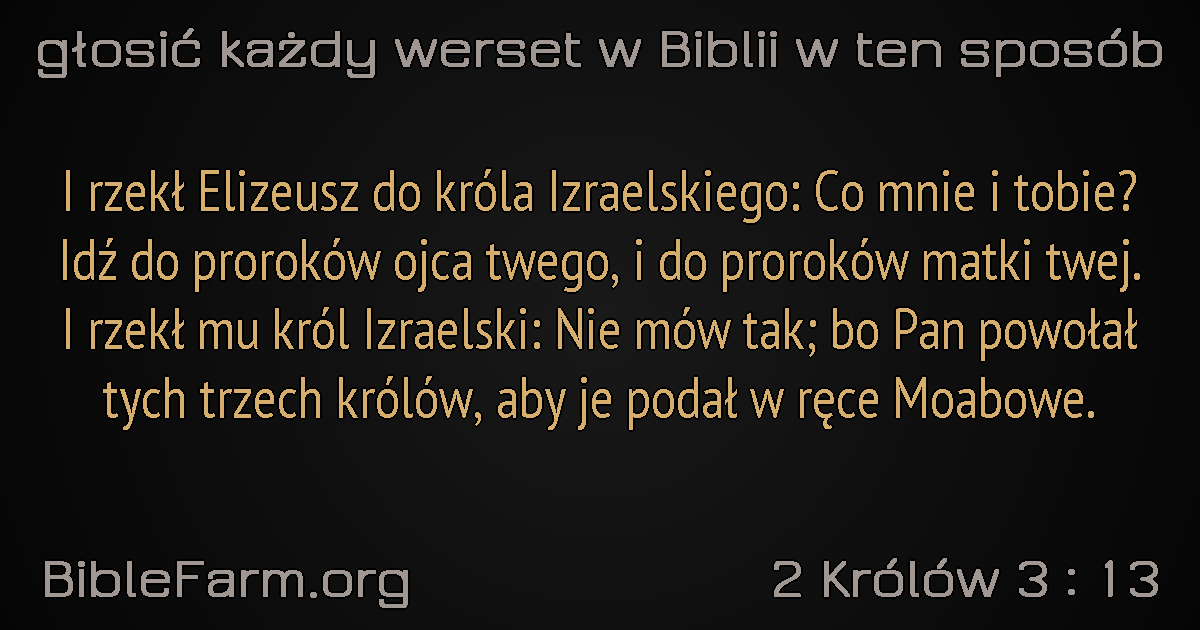 głosić każdy werset w Biblii w ten sposób
I rzekł Elizeusz do króla Izraelskiego: Co mnie i tobie?
Idź do proroków ojca twego, i do proroków matki twej.
I rzekł mu król Izraelski: Nie mów tak; bo Pan powołał
tych trzech królów, aby je podał w ręce Moabowe.
BibleFarm.org
2 Królów 3 : 13